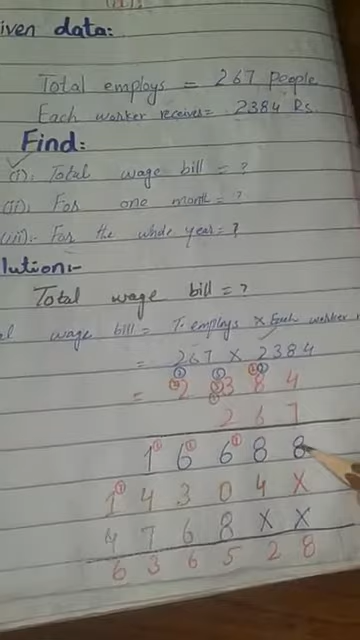 iven data:
Total employs = 267 People
Each worker receives= 2384 Rs.
Find:
(i): Total wage bill = ?
(ii): For one month = ?
(iii):- For the whole year= ?
lution:-
Total wage bill = ?
al wage bill = T. employs × Each worker
= 267 × 2384
= 2 3 8 4
2 6 7
1 6 6 8 8
1 4 3 0 4 ×
4 7 6 8 × ×
6 3 6 5 2 8